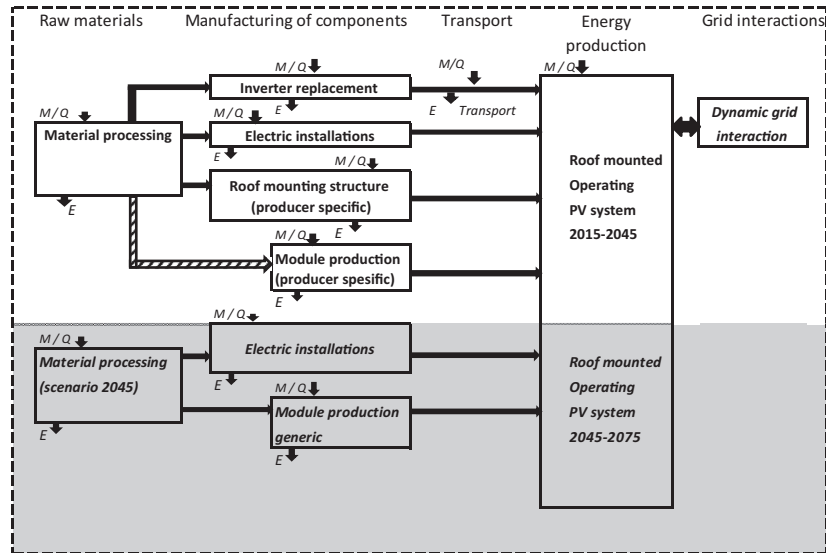 Raw materials
Manufacturing of components
Transport
Energy
production
Grid interactions
M / Q
Inverter replacement
E
M/Q
E
Transport
M / Q
M / Q
Material processing
E
M / Q
Electric installations
E
Dynamic grid
interaction
M / Q
Roof mounting structure
(producer specific)
E
Roof mounted
Operating
PV system
2015-2045
M / Q
Module production
(producer spesific)
E
M / Q
Electric installations
E
M / Q
Material processing
(scenario 2045)
E
M / Q
Module production
generic
E
Roof mounted
Operating
PV system
2045-2075